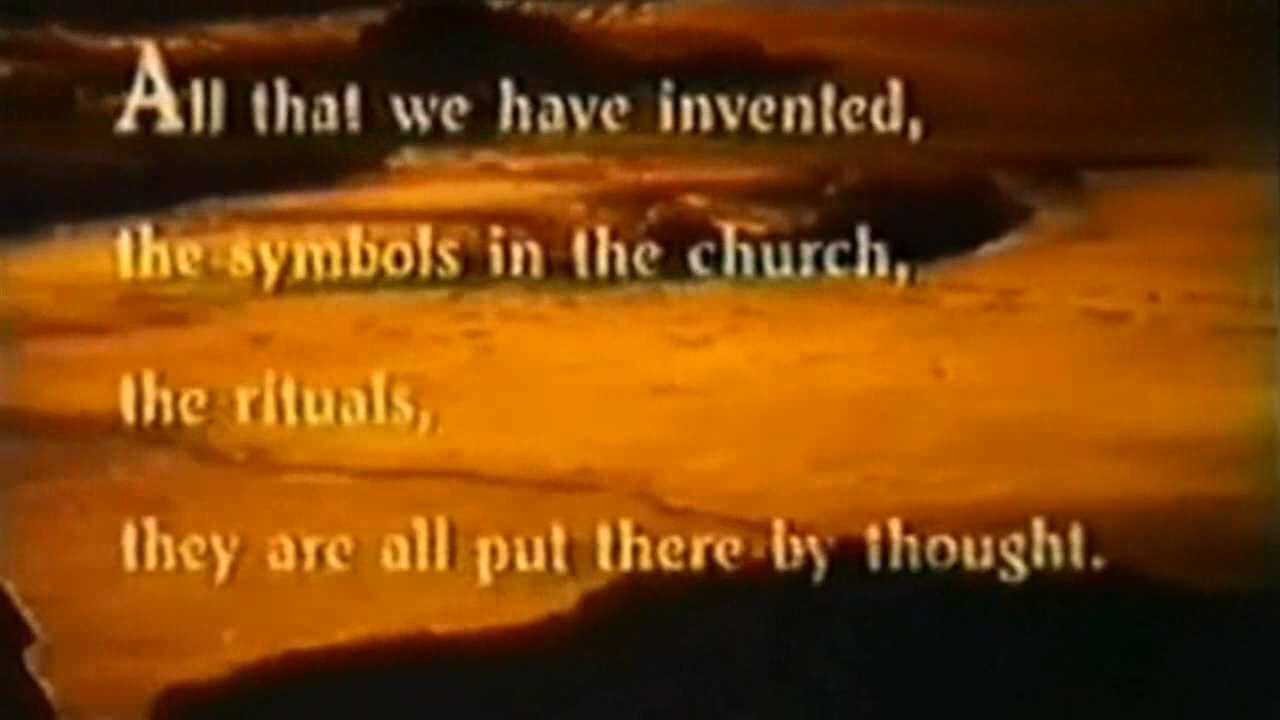 All that we have invented,
the symbols in the church,
the rituals,
they are all put there by thought.